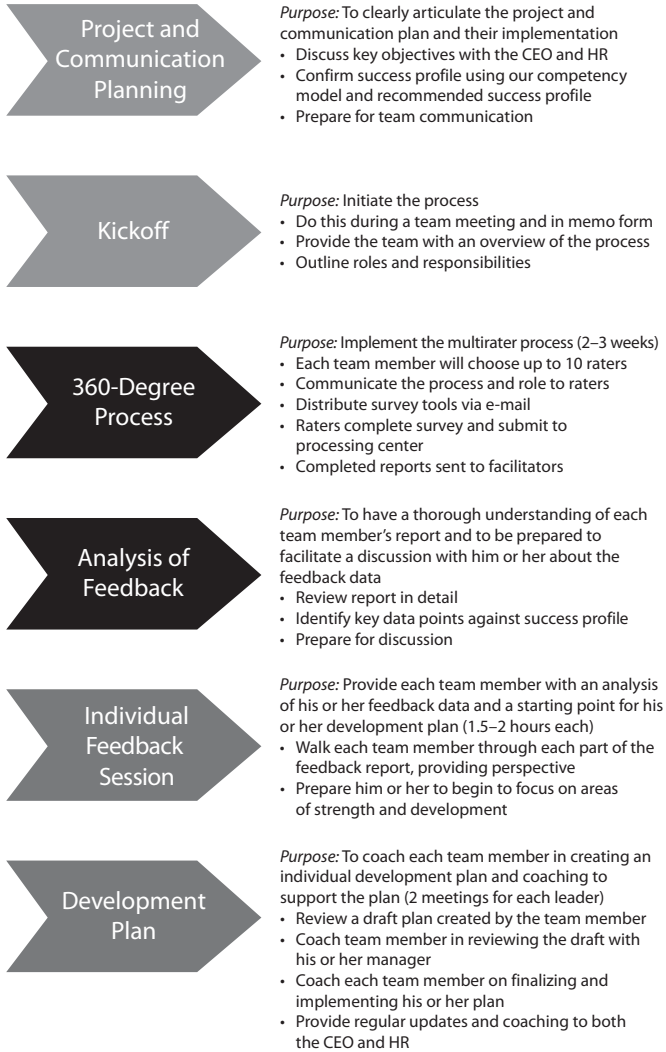 Project and
Communication
Planning
Purpose: To clearly articulate the project and
communication plan and their implementation
• Discuss key objectives with the CEO and HR
• Confirm success profile using our competency
model and recommended success profile
• Prepare for team communication
Kickoff
Purpose: Initiate the process
• Do this during a team meeting and in memo form
• Provide the team with an overview of the process
• Outline roles and responsibilities
360-Degree
Process
Purpose: Implement the multirater process (2–3 weeks)
• Each team member will choose up to 10 raters
• Communicate the process and role to raters
• Distribute survey tools via e-mail
• Raters complete survey and submit to
processing center
• Completed reports sent to facilitators
Analysis of
Feedback
Purpose: To have a thorough understanding of each
team member’s report and to be prepared to
facilitate a discussion with him or her about the
feedback data
• Review report in detail
• Identify key data points against success profile
• Prepare for discussion
Individual
Feedback
Session
Purpose: Provide each team member with an analysis
of his or her feedback data and a starting point for his
or her development plan (1.5–2 hours each)
• Walk each team member through each part of the
feedback report, providing perspective
• Prepare him or her to begin to focus on areas
of strength and development
Development
Plan
Purpose: To coach each team member in creating an
individual development plan and coaching to
support the plan (2 meetings for each leader)
• Review a draft plan created by the team member
• Coach team member in reviewing the draft with
his or her manager
• Coach each team member on finalizing and
implementing his or her plan
• Provide regular updates and coaching to both
the CEO and HR